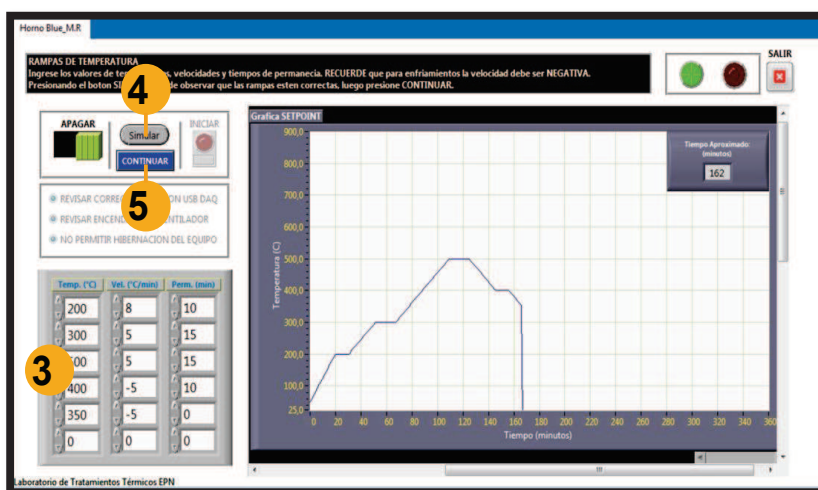 Horno Blue_M.R
RAMPAS DE TEMPERATURA
Ingrese los valores de velocidades y tiempos de permanecia. RECUERDE que para enfriamientos la velocidad debe ser NEGATIVA.
Presionando el boton de observar que las rampas esten correctas, luego presione CONTINUAR.
SALIR
4
APAGAR
Simular
INICIAR
CONTINUAR
5
REVISAR USB DAQ
REVISAR
NO PERMITIR HIBERNACION DEL EQUIPO
Temp. (°C) Vel. (°C/min) Perm. (min)
200 8 10
300 5 15
5 15
3
400 -5 10
350 -5 0
0 0 0
Grafica SETPOINT
Tiempo Aproximado:
(minutos)
162
900,0
800,0
700,0
600,0
500,0
400,0
300,0
200,0
100,0
25,0
Temperatura (C)
0 20 40 60 80 100 120 140 160 180 200 220 240 260 280 300 320 340 360
Tiempo (minutos)
Laboratorio de Tratamientos Térmicos EPN